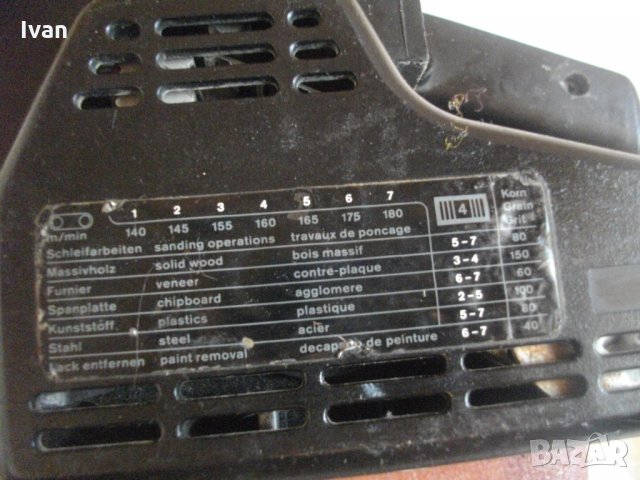 Ivan
1 2 3 4 5 6 7
m/min 140 145 155 160 165 175 180 4 Korn Grain Grit
Schleifarbeiten sanding operations travaux de poncage
Massivholz solid wood bois massif 5-7 80
Furnier veneer contre-plaque 3-4 150
Spanplatte chipboard agglomere 6-7 60
Kunststoff plastics plastique 2-5 100
Stahl steel acier 5-7 80
Lack entfernen paint removal decapage de peinture 6-7 40
BAZAR